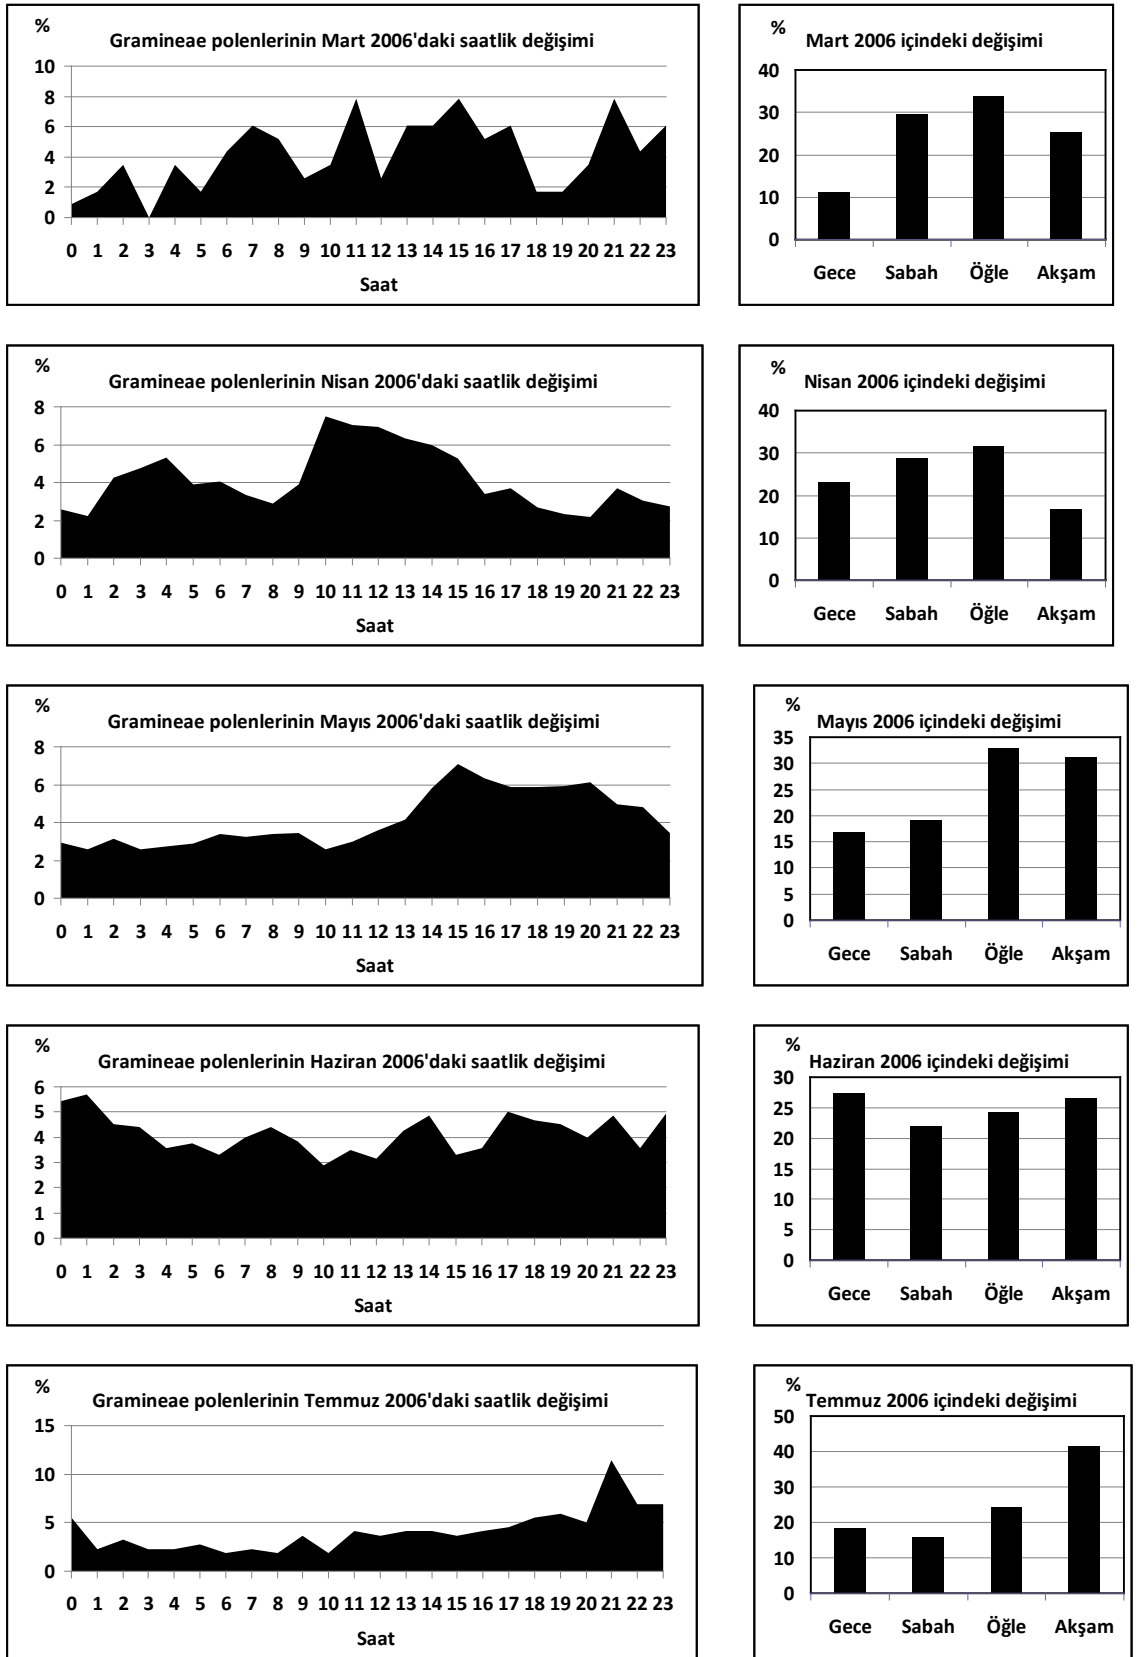 %
Gramineae polenlerinin Mart 2006'daki saatlik değişimi
10
8
6
4
2
0
0 1 2 3 4 5 6 7 8 9 10 11 12 13 14 15 16 17 18 19 20 21 22 23
Saat
%
Mart 2006 içindeki değişimi
40
30
20
10
0
Gece Sabah Öğle Akşam
%
Gramineae polenlerinin Nisan 2006'daki saatlik değişimi
8
6
4
2
0
0 1 2 3 4 5 6 7 8 9 10 11 12 13 14 15 16 17 18 19 20 21 22 23
Saat
%
Nisan 2006 içindeki değişimi
40
30
20
10
0
Gece Sabah Öğle Akşam
%
Gramineae polenlerinin Mayıs 2006'daki saatlik değişimi
8
6
4
2
0
0 1 2 3 4 5 6 7 8 9 10 11 12 13 14 15 16 17 18 19 20 21 22 23
Saat
%
Mayıs 2006 içindeki değişimi
35
30
25
20
15
10
5
0
Gece Sabah Öğle Akşam
%
Gramineae polenlerinin Haziran 2006'daki saatlik değişimi
6
5
4
3
2
1
0
0 1 2 3 4 5 6 7 8 9 10 11 12 13 14 15 16 17 18 19 20 21 22 23
Saat
%
Haziran 2006 içindeki değişimi
30
25
20
15
10
5
0
Gece Sabah Öğle Akşam
%
Gramineae polenlerinin Temmuz 2006'daki saatlik değişimi
15
10
5
0
0 1 2 3 4 5 6 7 8 9 10 11 12 13 14 15 16 17 18 19 20 21 22 23
Saat
%
Temmuz 2006 içindeki değişimi
50
40
30
20
10
0
Gece Sabah Öğle Akşam